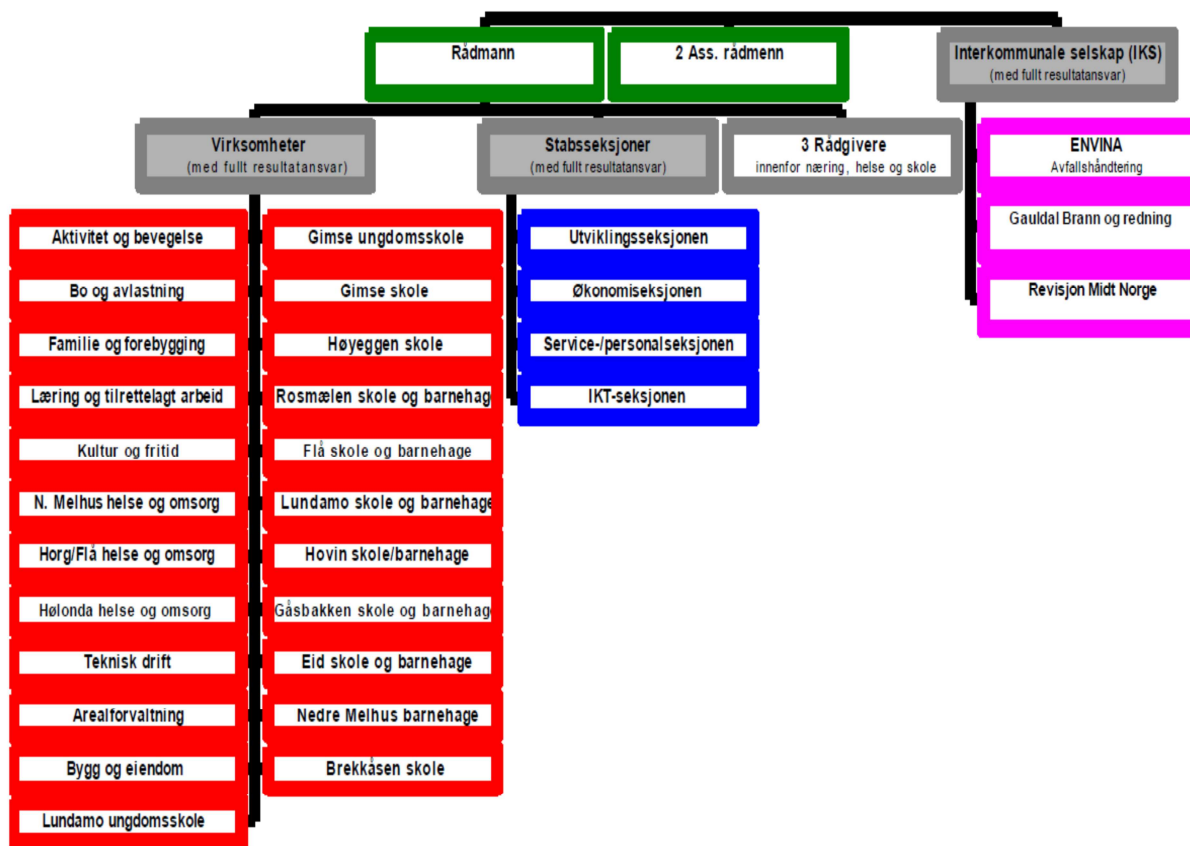 Rådmann
2 Ass. rådmenn
Interkommunale selskap (IKS)
(med fullt resultatansvar)
Virksomheter
(med fullt resultatansvar)
Stabsseksjoner
(med fullt resultatansvar)
3 Rådgivere
innenfor næring, helse og skole
ENVINA
Avfallshåndtering
Gauldal Brann og redning
Revisjon Midt Norge
Aktivitet og bevegelse
Bo og avlastning
Familie og forebygging
Læring og tilrettelagt arbeid
Kultur og fritid
N. Melhus helse og omsorg
Horg/Flå helse og omsorg
Hølonda helse og omsorg
Teknisk drift
Arealforvaltning
Bygg og eiendom
Lundamo ungdomsskole
Gimse ungdomsskole
Gimse skole
Høyeggen skole
Rosmælen skole og barnehag
Flå skole og barnehage
Lundamo skole og barnehage
Hovin skole/barnehage
Gåsbakken skole og barnehag
Eid skole og barnehage
Nedre Melhus barnehage
Brekkåsen skole
Utviklingsseksjonen
Økonomiseksjonen
Service-/personalseksjonen
IKT-seksjonen